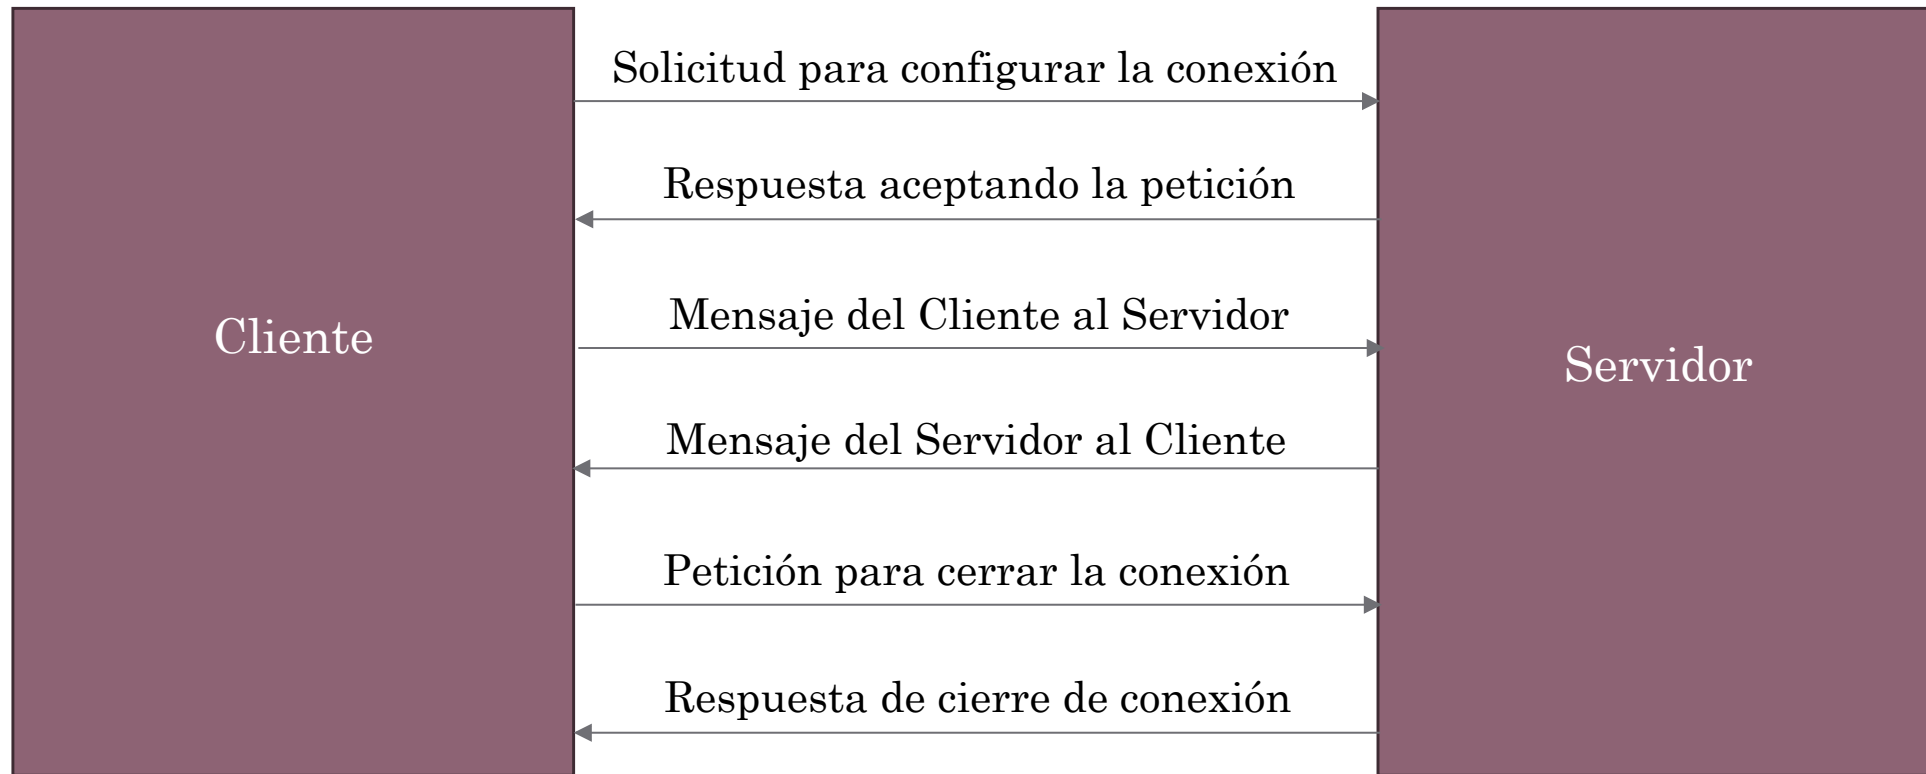 Solicitud para configurar la conexión
Respuesta aceptando la petición
Mensaje del Cliente al Servidor
Cliente
Servidor
Mensaje del Servidor al Cliente
Petición para cerrar la conexión
Respuesta de cierre de conexión